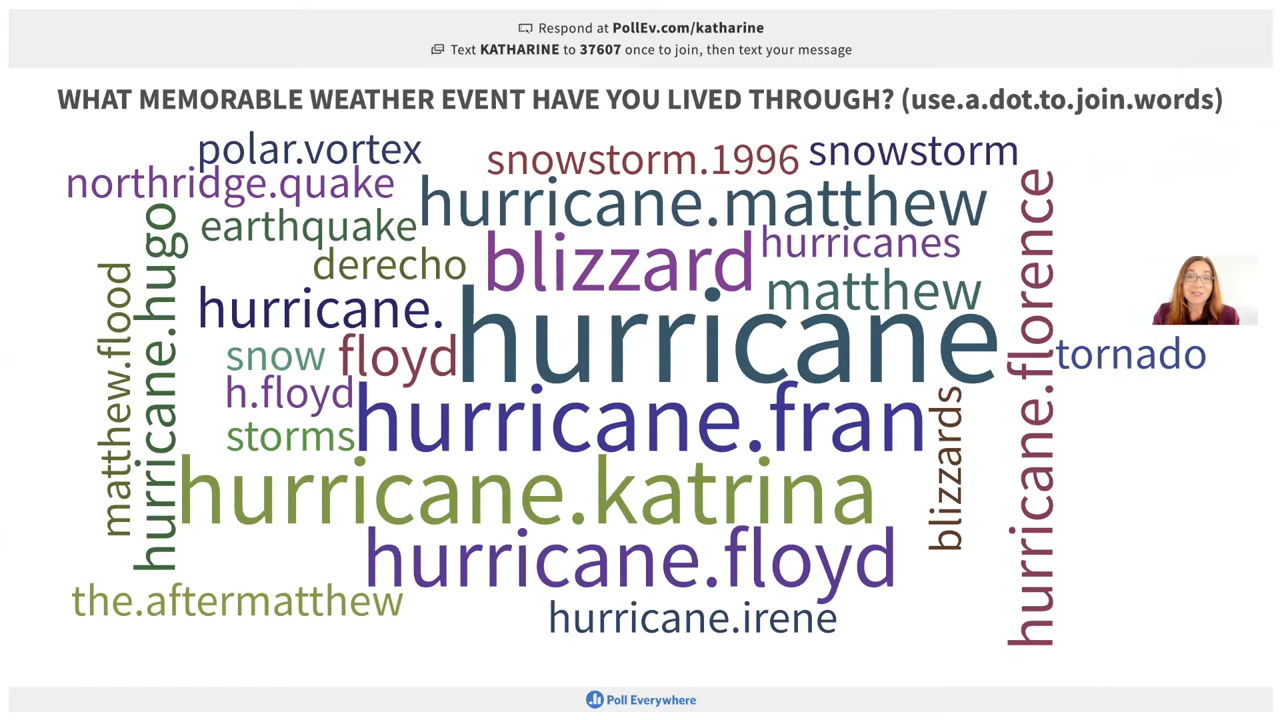 Respond at PollEv.com/katharine
Text KATHARINE to 37607 once to join, then text your message
WHAT MEMORABLE WEATHER EVENT HAVE YOU LIVED THROUGH? (use.a.dot.to.join.words)
polar.vortex
snowstorm.1996
snowstorm
northridge.quake
hurricane.matthew
earthquake
blizzard
hurricanes
derecho
matthew
hurricane.
hurricane
snow
floyd
tornado
h.floyd
hurricane.fran
storms
hurricane.katrina
hurricane.floyd
the.aftermatthew
hurricane.irene
matthew.flood
hurricane.hugo
blizzards
hurricane.florence
Poll Everywhere